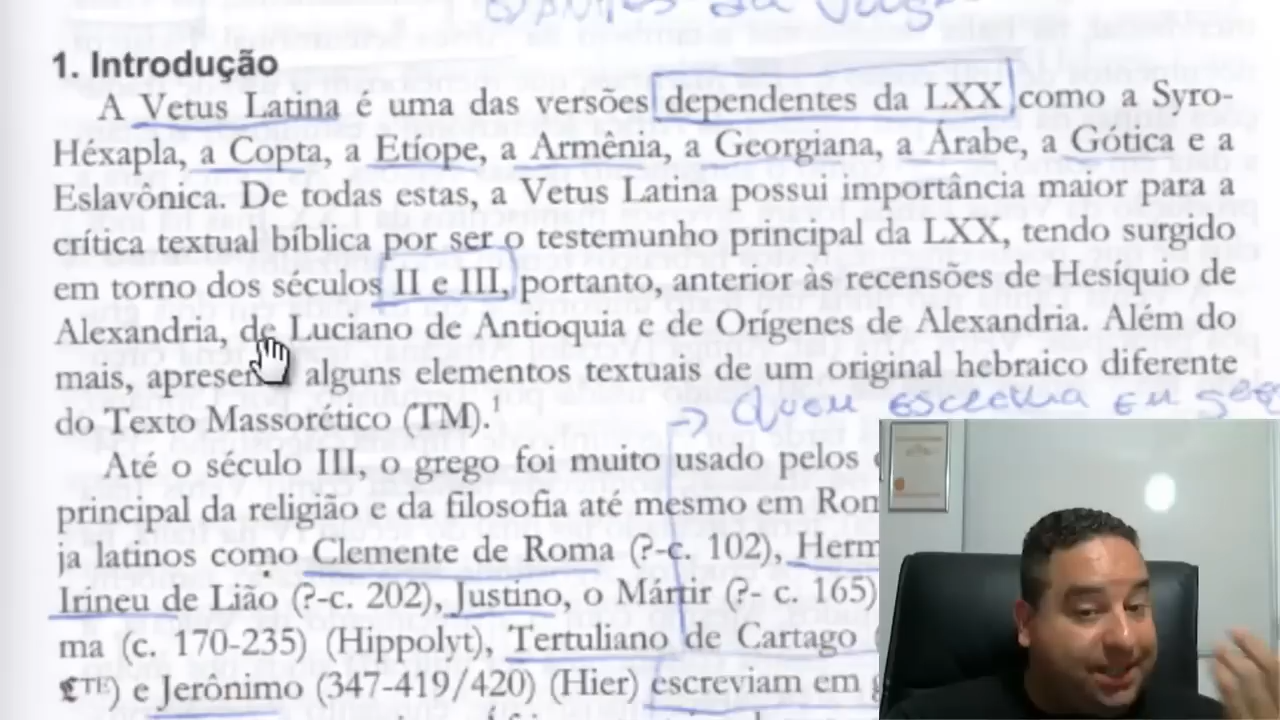 1. Introdução
A Vetus Latina é uma das versões dependentes da LXX como a Syro-
Héxapla, a Copta, a Etíope, a Armênia, a Georgiana, a Árabe, a Gótica e a
Eslavônica. De todas estas, a Vetus Latina possui importância maior para a
crítica textual bíblica por ser o testemunho principal da LXX, tendo surgido
em torno dos séculos II e III, portanto, anterior às recensões de Hesíquio de
Alexandria, de Luciano de Antioquia e de Orígenes de Alexandria. Além do
mais, alguns elementos textuais de um original hebraico diferente
do Texto Massorético (TM).1
→ Quem escrevia em
Até o século III, o grego foi muito usado pelos
principal da religião e da filosofia até mesmo em
ja latinos como Clemente de Roma (?-c. 102),
Irineu de Lião (?-c. 202), Justino, o Mártir (?- c. 165)
ma (c. 170-235) (Hippolyt), Tertuliano de Cartago
e Jerônimo (347-419/420) (Hier) escreviam em